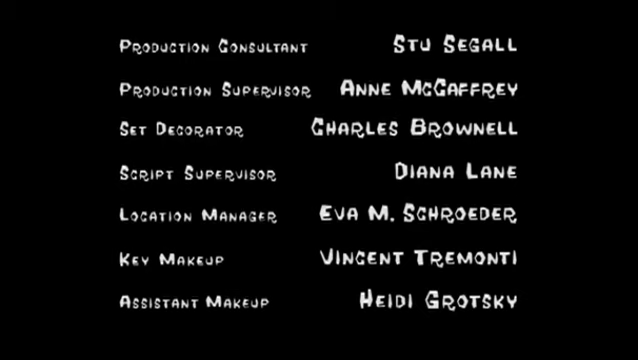 Production Consultant Stu Segall
Production Supervisor Anne McCaffrey
Set Decorator Charles Brownell
Script Supervisor Diana Lane
Location Manager Eva M. Schroeder
Key Makeup Vincent Tremonti
Assistant Makeup Heidi Grotsky